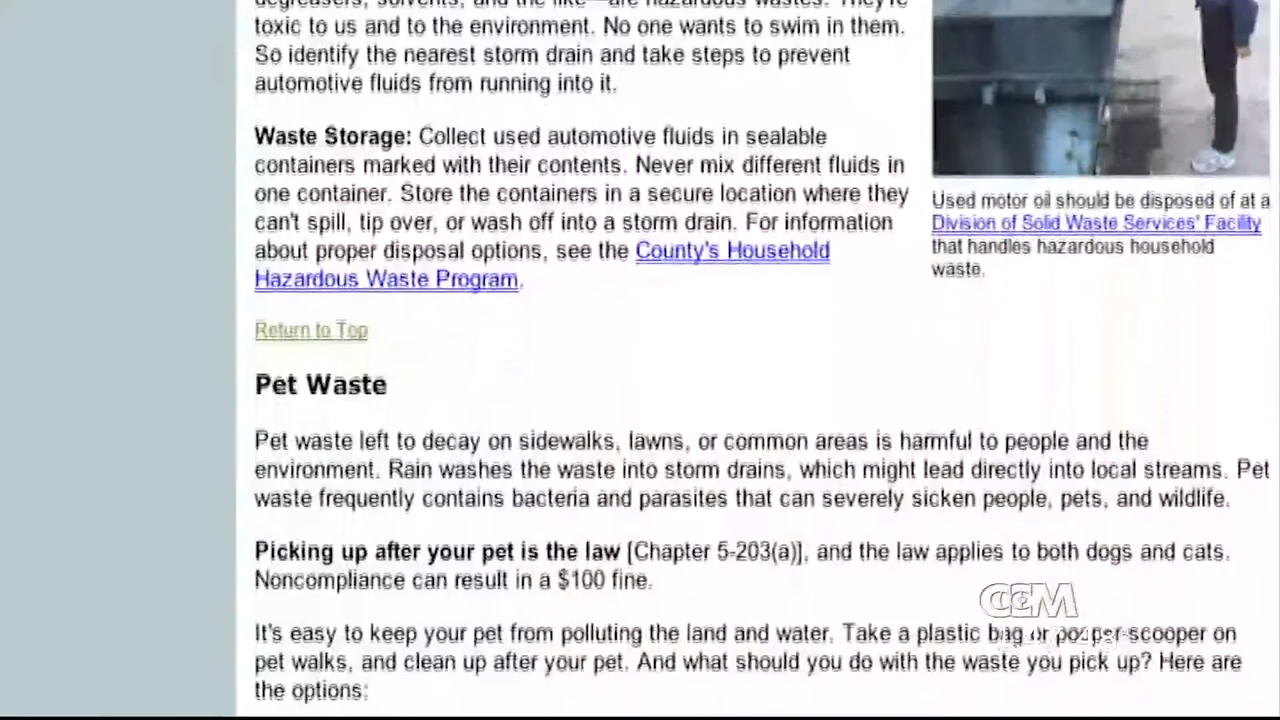 toxic to us and to the environment. No one wants to swim in them.
So identify the nearest storm drain and take steps to prevent
automotive fluids from running into it.
Waste Storage: Collect used automotive fluids in sealable
containers marked with their contents. Never mix different fluids in
one container. Store the containers in a secure location where they
can't spill, tip over, or wash off into a storm drain. For information
about proper disposal options, see the County's Household
Hazardous Waste Program.
Used motor oil should be disposed of at a
Division of Solid Waste Services' Facility
that handles hazardous household
waste.
Return to Top
Pet Waste
Pet waste left to decay on sidewalks, lawns, or common areas is harmful to people and the
environment. Rain washes the waste into storm drains, which might lead directly into local streams. Pet
waste frequently contains bacteria and parasites that can severely sicken people, pets, and wildlife.
Picking up after your pet is the law [Chapter 5-203(a)], and the law applies to both dogs and cats.
Noncompliance can result in a $100 fine.
CCM
It's easy to keep your pet from polluting the land and water. Take a plastic bag or pooper-scooper on
pet walks, and clean up after your pet. And what should you do with the waste you pick up? Here are
the options: